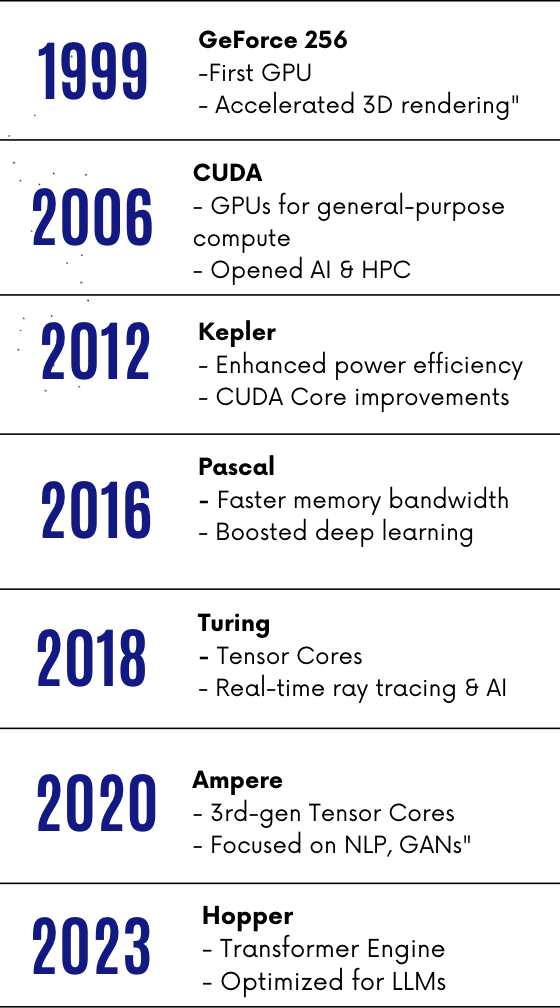 1999
GeForce 256
-First GPU
- Accelerated 3D rendering"
2006
CUDA
- GPUs for general-purpose
compute
- Opened AI & HPC
2012
Kepler
- Enhanced power efficiency
- CUDA Core improvements
2016
Pascal
- Faster memory bandwidth
- Boosted deep learning
2018
Turing
- Tensor Cores
- Real-time ray tracing & AI
2020
Ampere
- 3rd-gen Tensor Cores
- Focused on NLP, GANs"
2023
Hopper
- Transformer Engine
- Optimized for LLMs